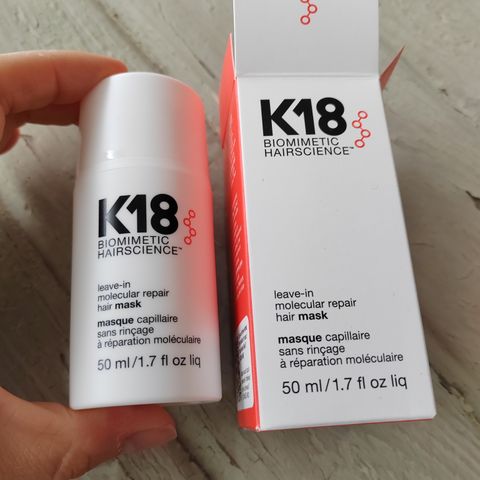 K18
BIOMIMETIC
HAIRSCIENCE™
leave-in
molecular repair
hair mask
masque capillaire
sans rinçage
à réparation moléculaire
50 ml/1.7 fl oz liq
K18
BIOMIMETIC
HAIRSCIENCE™
leave-in
molecular repair
hair mask
masque capillaire
sans rinçage
à réparation moléculaire
50 ml/1.7 fl oz liq